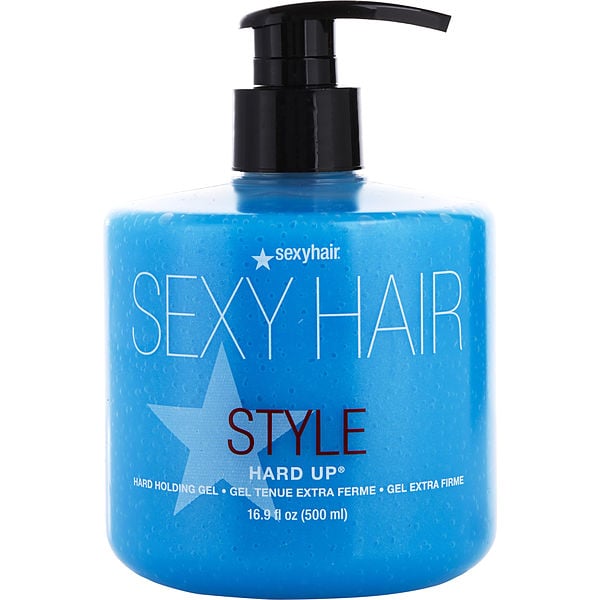 sexyhair.
SEXY HAIR
STYLE
HARD UP®
HARD HOLDING GEL • GEL TENUE EXTRA FERME • GEL EXTRA FIRME
16.9 fl oz (500 ml)